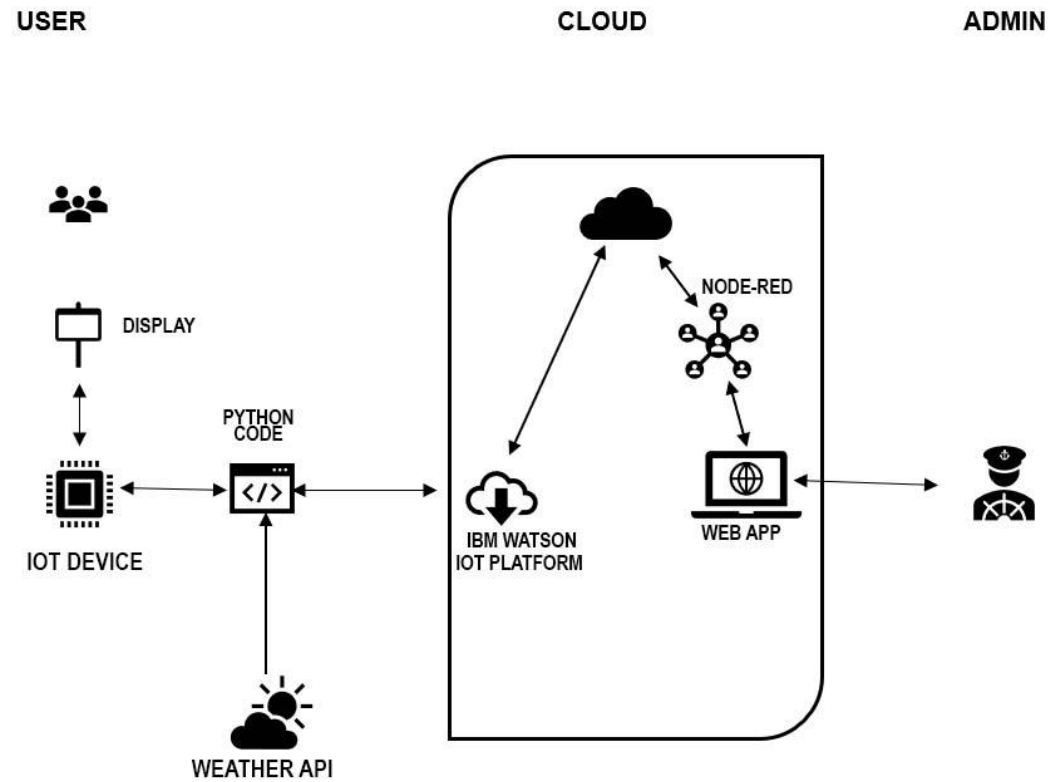 USER
CLOUD
ADMIN
NODE-RED
DISPLAY
PYTHON
CODE
</>
IOT DEVICE
IBM WATSON
IOT PLATFORM
WEB APP
WEATHER API